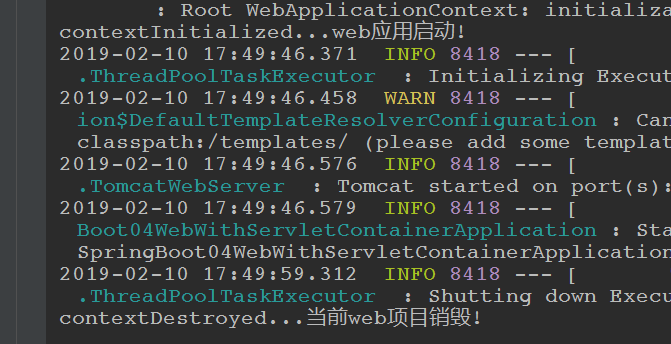 : Root WebApplicationContext: initializa
contextInitialized...web应用启动!
2019-02-10 17:49:46.371  INFO 8418 --- [
.ThreadPoolTaskExecutor  : Initializing Execut
2019-02-10 17:49:46.458  WARN 8418 --- [
ion$DefaultTemplateResolverConfiguration : Can
classpath:/templates/ (please add some templat
2019-02-10 17:49:46.576  INFO 8418 --- [
.TomcatWebServer  : Tomcat started on port(s):
2019-02-10 17:49:46.579  INFO 8418 --- [
Boot04WebWithServletContainerApplication : Sta
SpringBoot04WebWithServletContainerApplication
2019-02-10 17:49:59.312  INFO 8418 --- [
.ThreadPoolTaskExecutor  : Shutting down Execu
contextDestroyed...当前web项目销毁!